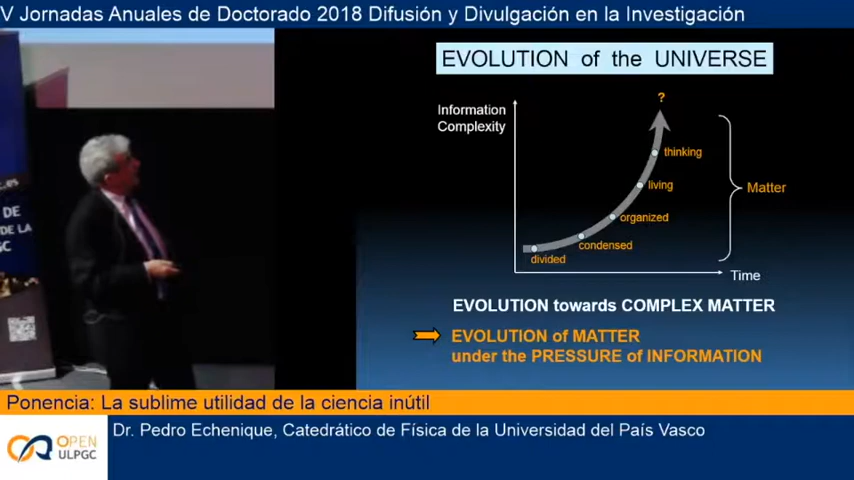 V Jornadas Anuales de Doctorado 2018 Difusión y Divulgación en la Investigación
EVOLUTION of the UNIVERSE
Information
Complexity
?
thinking
living
Matter
organized
condensed
divided
Time
EVOLUTION towards COMPLEX MATTER
EVOLUTION of MATTER
under the PRESSURE of INFORMATION
Ponencia: La sublime utilidad de la ciencia inútil
Dr. Pedro Echenique, Catedrático de Física de la Universidad del País Vasco
OPEN
ULPGC
.es
DE
DE LA
GC